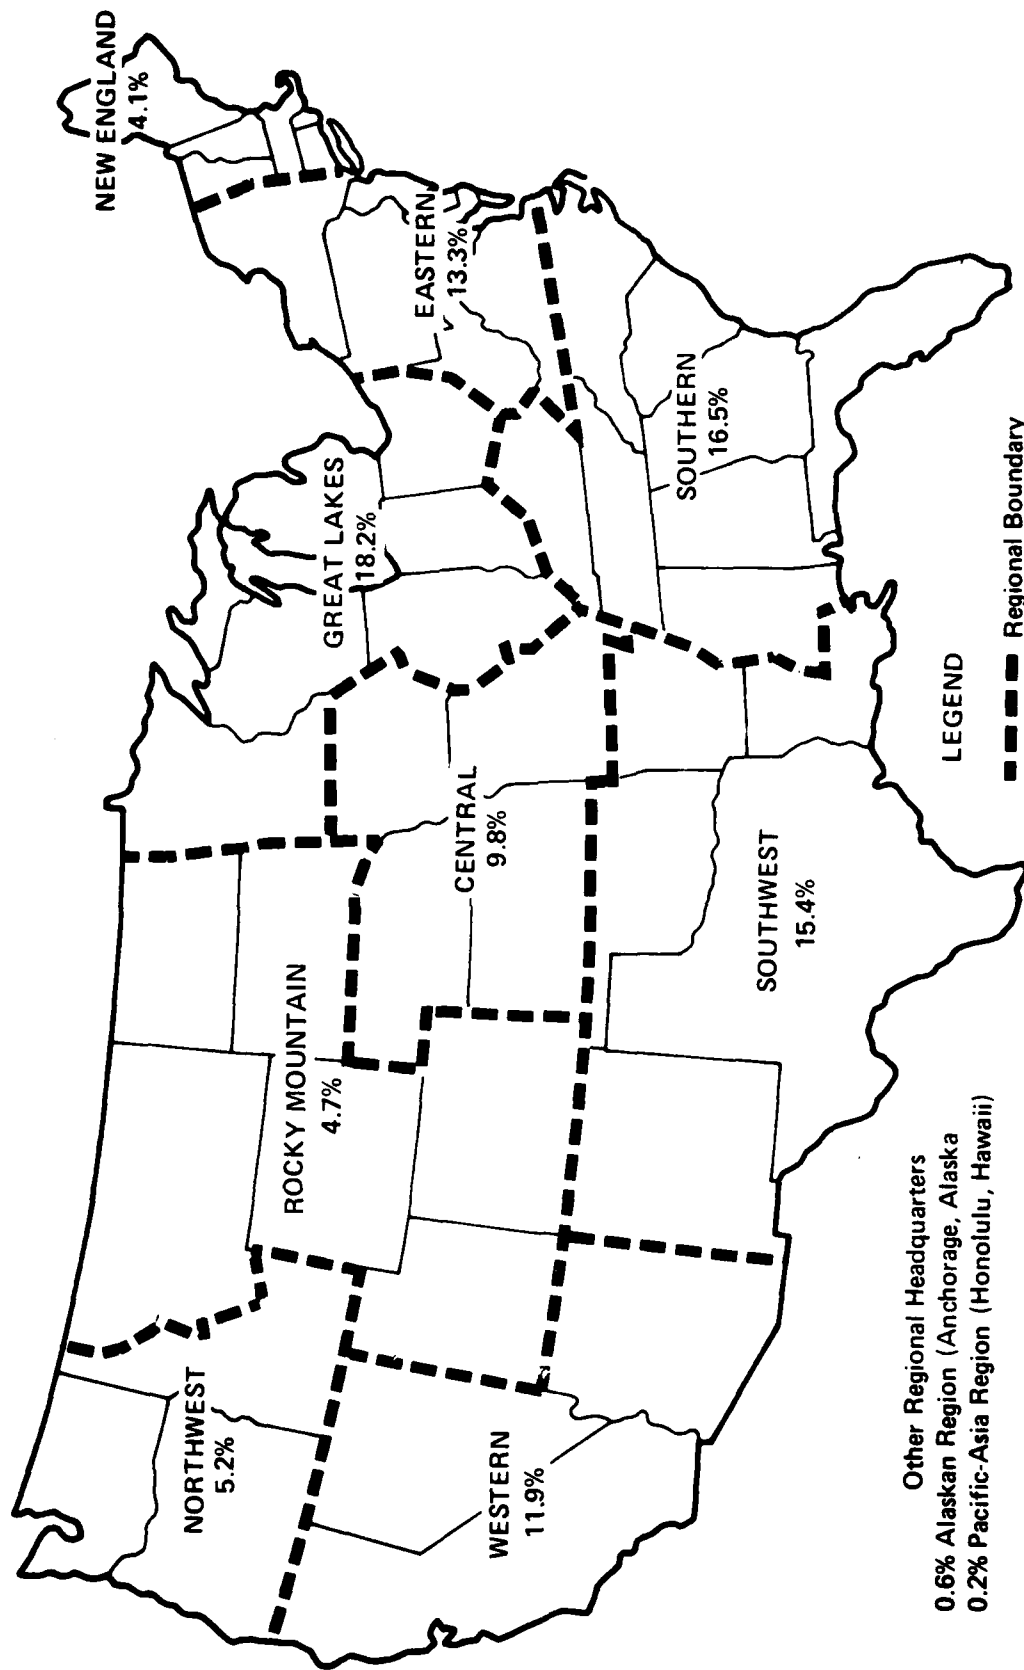 NEW ENGLAND
4.1%
GREAT LAKES
18.2%
EASTERN
13.3%
NORTHWEST
5.2%
ROCKY MOUNTAIN
4.7%
CENTRAL
9.8%
WESTERN
11.9%
SOUTHWEST
15.4%
SOUTHERN
16.5%
Other Regional Headquarters
0.6% Alaskan Region (Anchorage, Alaska
0.2% Pacific-Asia Region (Honolulu, Hawaii)
LEGEND
Regional Boundary